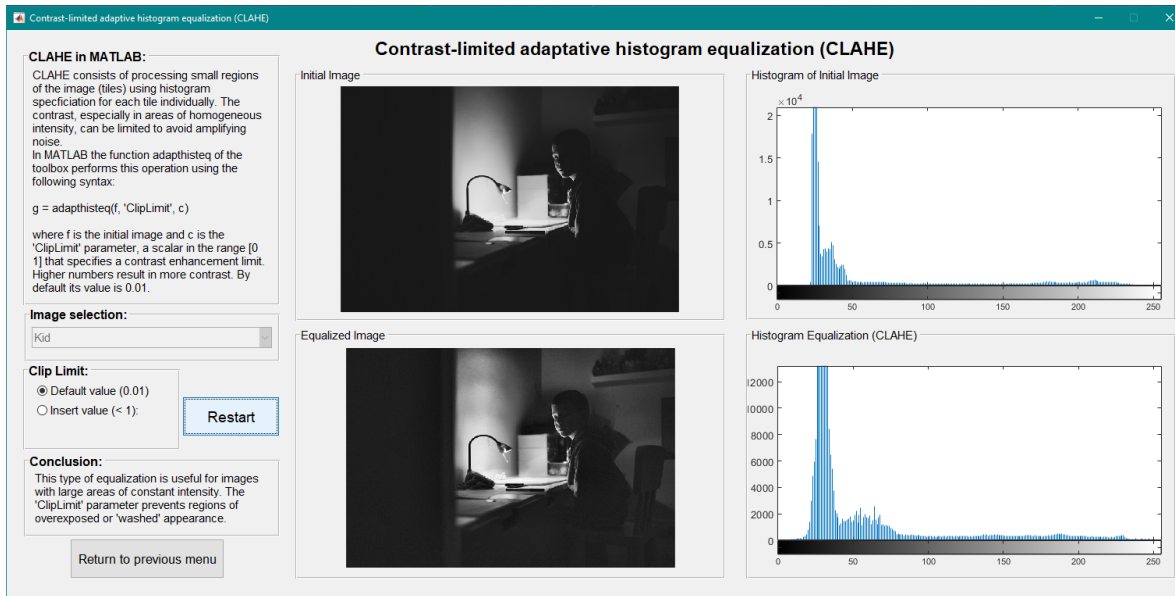 Contrast-limited adaptive histogram equalization (CLAHE)
Contrast-limited adaptative histogram equalization (CLAHE)
CLAHE in MATLAB:
CLAHE consists of processing small regions
of the image (tiles) using histogram
specficiation for each tile individually. The
contrast, especially in areas of homogeneous
intensity, can be limited to avoid amplifying
noise.
In MATLAB the function adapthisteq of the
toolbox performs this operation using the
following syntax:
g = adapthisteq(f, 'ClipLimit', c)
where f is the initial image and c is the
'ClipLimit' parameter, a scalar in the range [0
1] that specifies a contrast enhancement limit.
Higher numbers result in more contrast. By
default its value is 0.01.
Image selection:
Kid
Clip Limit:
Default value (0.01)
Insert value (< 1):
Restart
Conclusion:
This type of equalization is useful for images
with large areas of constant intensity. The
'ClipLimit' parameter prevents regions of
overexposed or 'washed' appearance.
Return to previous menu
Initial Image
Equalized Image
Histogram of Initial Image
×10^4
2
1.5
1
0.5
0
0 50 100 150 200 250
Histogram Equalization (CLAHE)
12000
10000
8000
6000
4000
2000
0
0 50 100 150 200 250